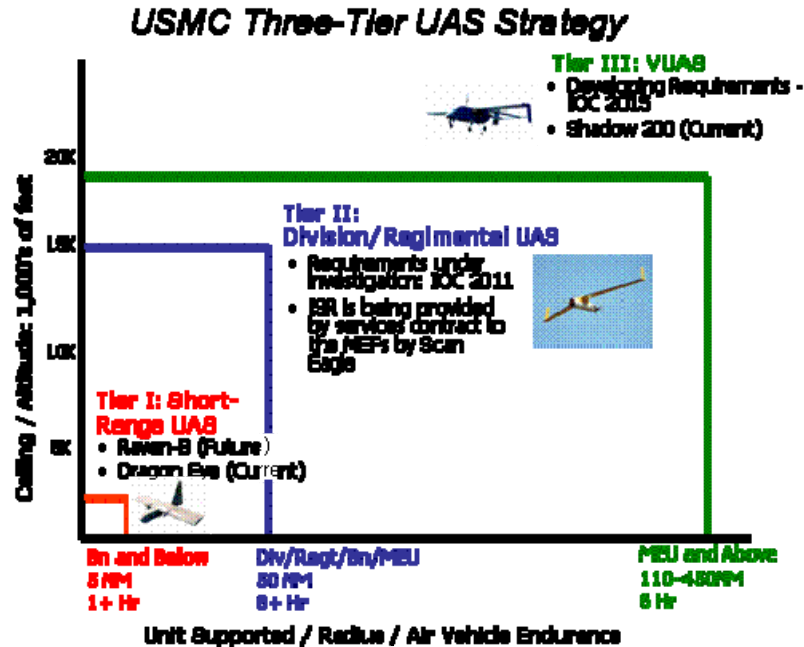 USMC Three-Tier UAS Strategy
Tier III: VUAS
• Developing Requirements -
IOC 2015
• Shadow 200 (Current)
20K
15K
10K
5K
Ceiling / Altitude: 1,000's of feet
Tier II:
Division/Regimental UAS
• Requirements under
investigation: IOC 2011
• ISR is being provided
by services contract to
the MEFs by Scan
Eagle
Tier I: Short-
Range UAS
• Raven-B (Future)
• Dragon Eye (Current)
Bn and Below
5 NM
1+ Hr
Div/Regt/Bn/MEU
50 NM
8+ Hr
MEU and Above
110-450NM
6 Hr
Unit Supported / Radius / Air Vehicle Endurance